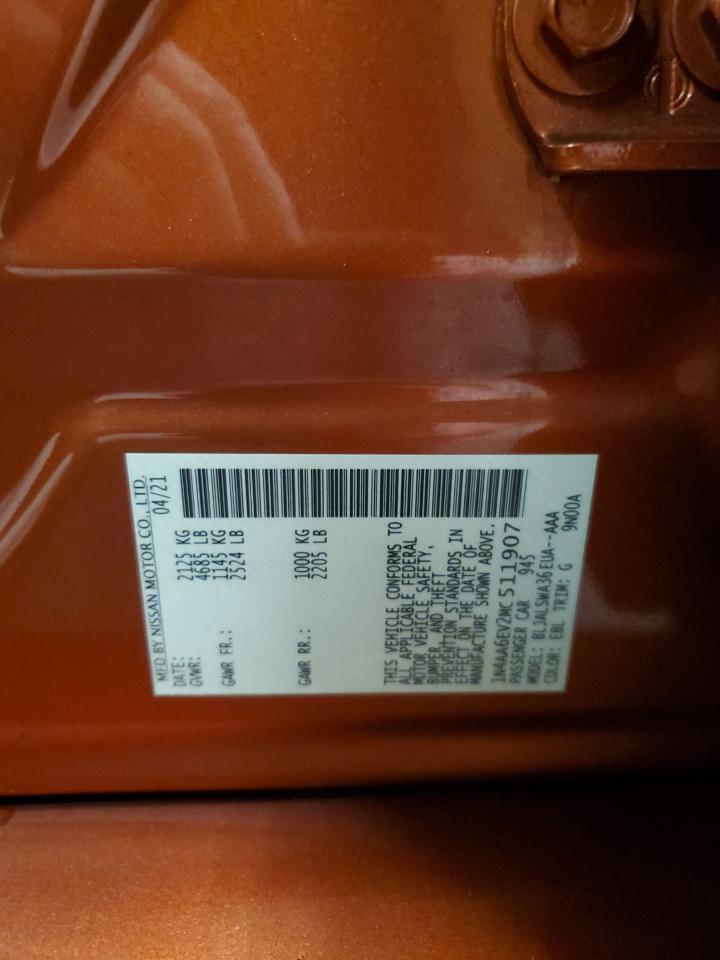 MFD BY NISSAN MOTOR CO., LTD.
DATE: 04/21
GVWR: 2125 KG
4685 LB
GAWR FR.: 1145 KG
2524 LB
GAWR RR.: 1000 KG
2205 LB
THIS VEHICLE CONFORMS TO
ALL APPLICABLE FEDERAL
MOTOR VEHICLE SAFETY,
BUMPER, AND THEFT
PREVENTION STANDARDS IN
EFFECT ON THE DATE OF
MANUFACTURE SHOWN ABOVE.
1N4AA6EV2MC511907
PASSENGER CAR 945
MODEL: BLJALSWA36EUA--AAA
COLOR: EBL TRIM: G 9N00A